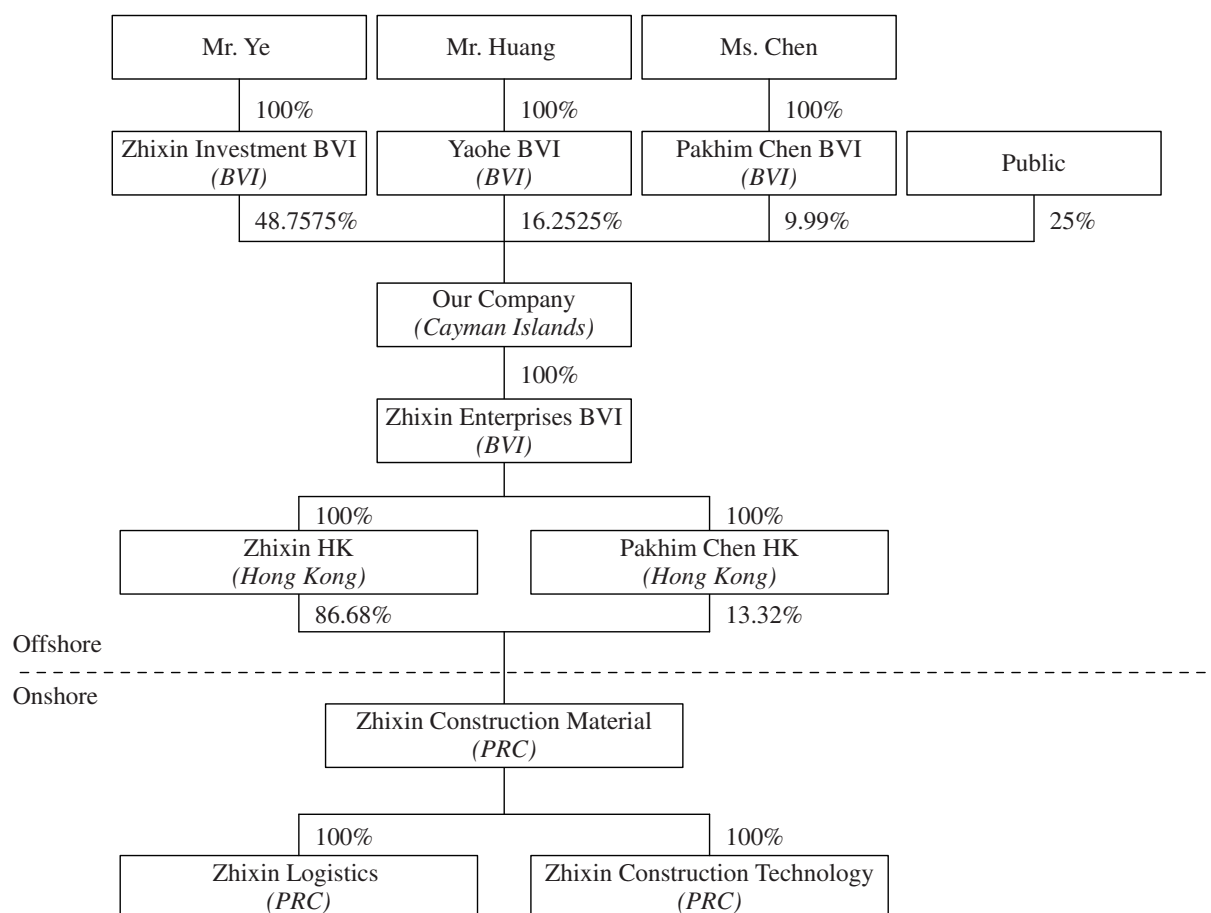 Mr. Ye
Mr. Huang
Ms. Chen
100%
100%
100%
Zhixin Investment BVI
(BVI)
Yaohe BVI
(BVI)
Pakhim Chen BVI
(BVI)
Public
48.7575%
16.2525%
9.99%
25%
Our Company
(Cayman Islands)
100%
Zhixin Enterprises BVI
(BVI)
100%
100%
Zhixin HK
(Hong Kong)
Pakhim Chen HK
(Hong Kong)
86.68%
13.32%
Offshore
Onshore
Zhixin Construction Material
(PRC)
100%
100%
Zhixin Logistics
(PRC)
Zhixin Construction Technology
(PRC)